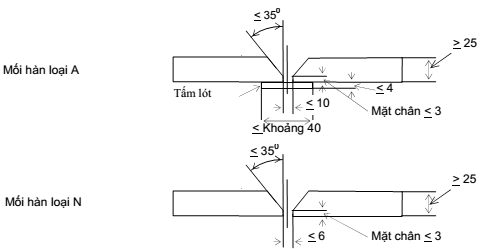 ≤ 35⁰
≥ 25
Mối hàn loại A
Tấm lót
≤ 4
≤ 10
Mặt chân ≤ 3
≤ Khoảng 40
≤ 35⁰
≥ 25
Mối hàn loại N
≤ 6
Mặt chân ≤ 3